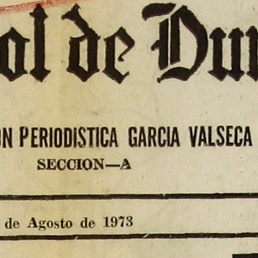 ol de Du
ON PERIODISTICA GARCIA VALSECA
SECCION—A
de Agosto de 1973